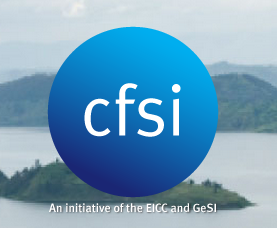 cfsi
An initiative of the EICC and GeSI